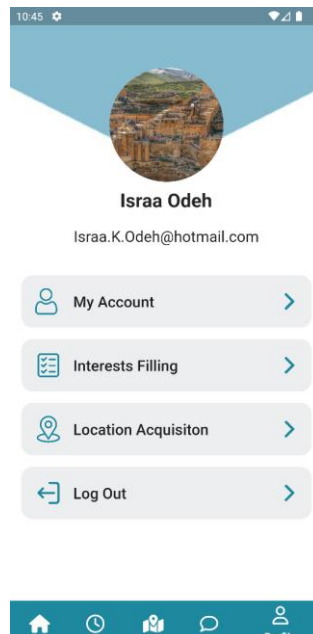 10:45
Israa Odeh
Israa.K.Odeh@hotmail.com
My Account
Interests Filling
Location Acquisiton
Log Out